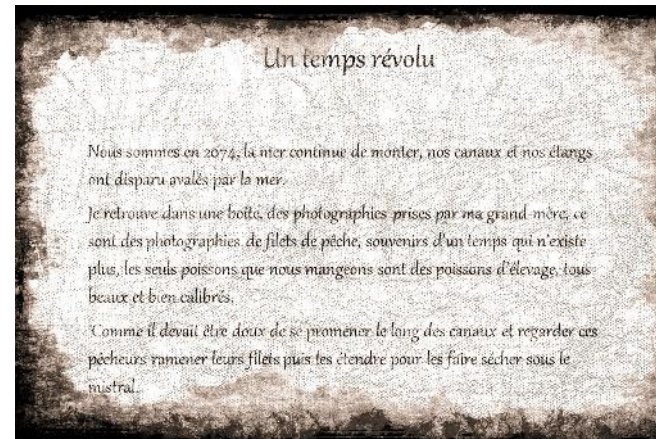 Un temps révolu
Nous sommes en 2074, la mer continue de monter, nos canaux et nos étangs
ont disparu avalés par la mer.
Je retrouve dans une boîte, des photographies prises par ma grand-mère, ce
sont des photographies de filets de pêche, souvenirs d'un temps qui n'existe
plus, les seuls poissons que nous mangeons sont des poissons d'élevage, tous
beaux et bien calibrés.
Comme il devait être doux de se promener le long des canaux et regarder ces
pêcheurs ramener leurs filets puis les étendre pour les faire sécher sous le
mistral.